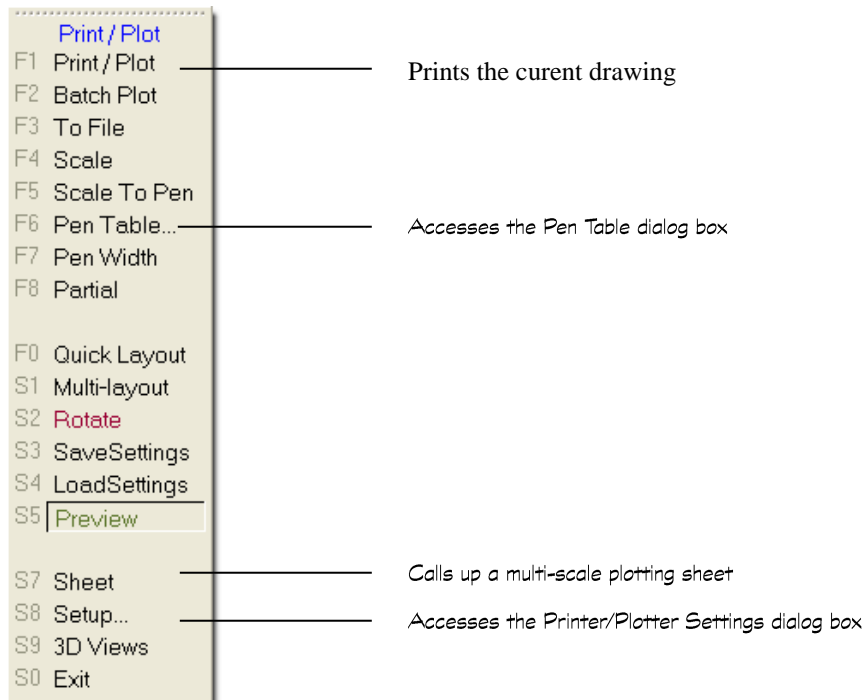 Print / Plot
F1 Print / Plot Prints the curent drawing
F2 Batch Plot
F3 To File
F4 Scale
F5 Scale To Pen
F6 Pen Table... Accesses the Pen Table dialog box
F7 Pen Width
F8 Partial
F0 Quick Layout
S1 Multi-layout
S2 Rotate
S3 SaveSettings
S4 LoadSettings
S5 Preview
S7 Sheet Calls up a multi-scale plotting sheet
S8 Setup... Accesses the Printer/Plotter Settings dialog box
S9 3D Views
S0 Exit